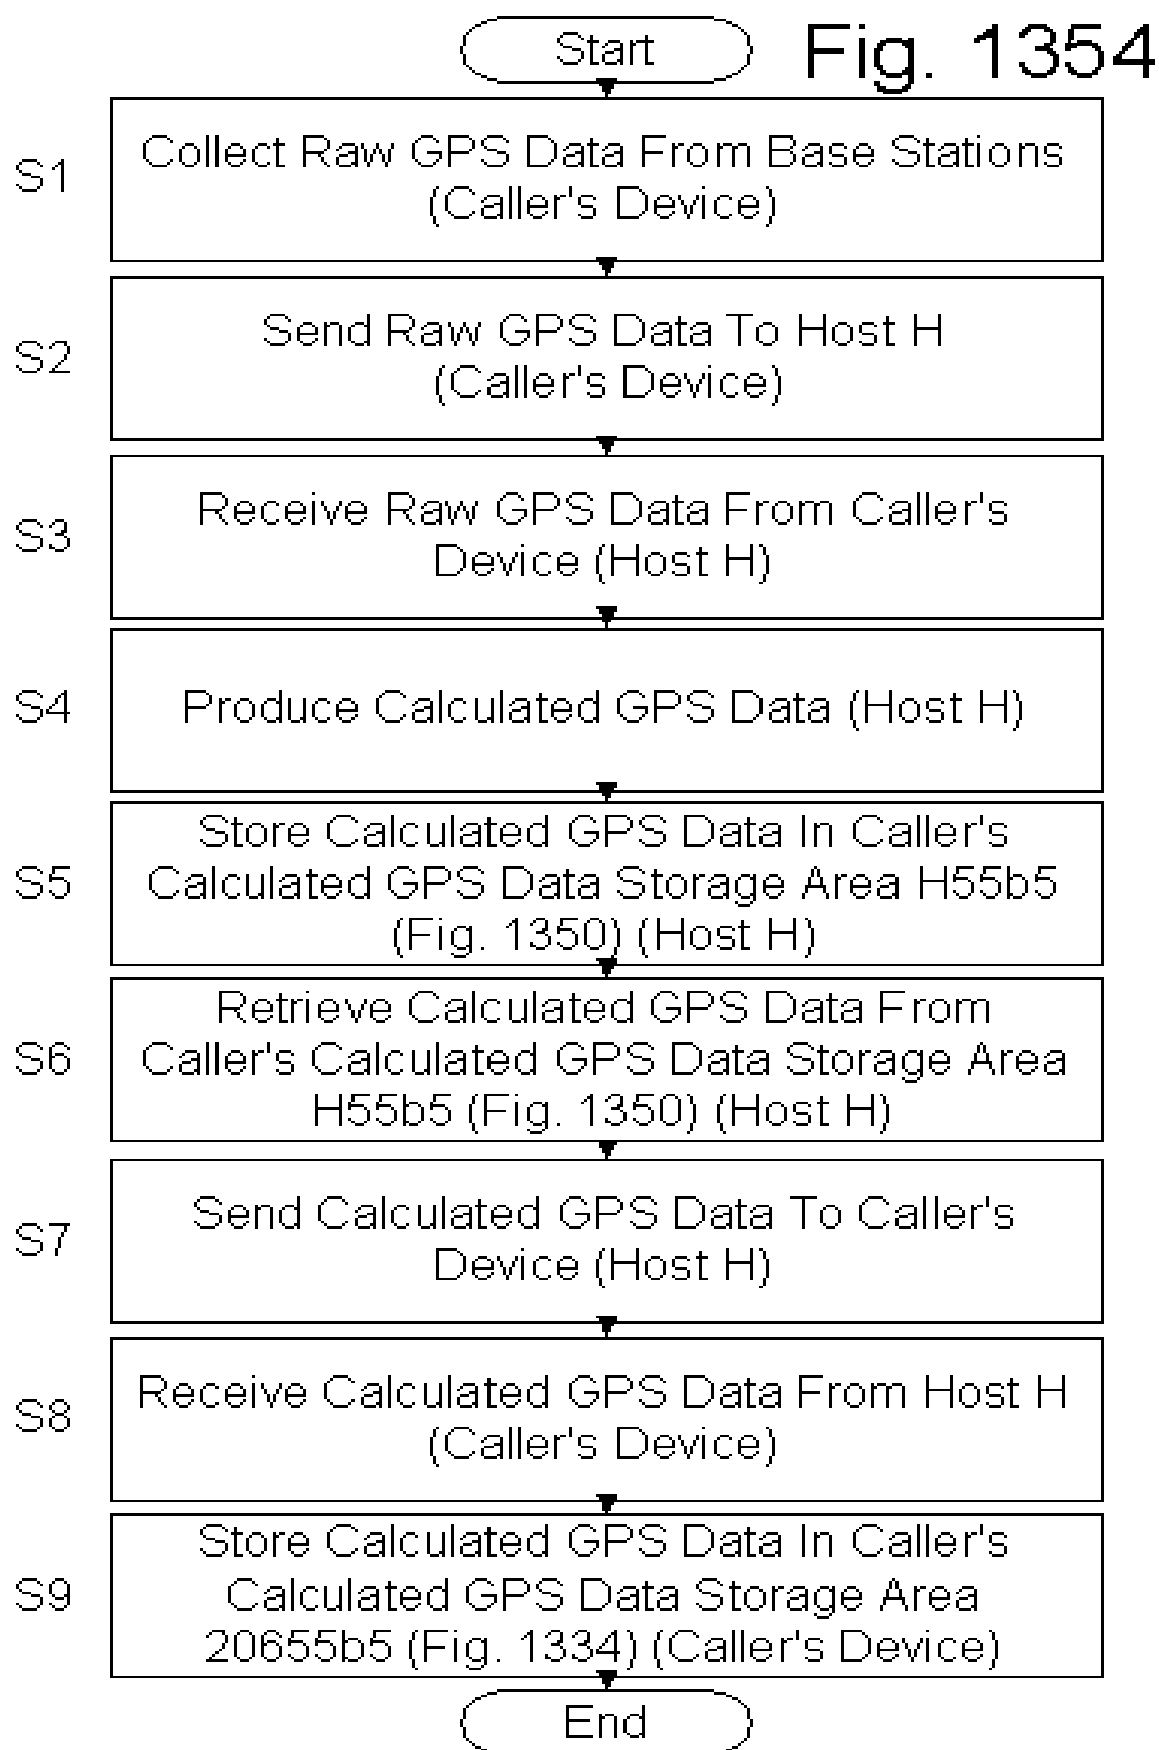 Start
Fig. 1354
S1
Collect Raw GPS Data From Base Stations
(Caller's Device)
S2
Send Raw GPS Data To Host H
(Caller's Device)
S3
Receive Raw GPS Data From Caller's
Device (Host H)
S4
Produce Calculated GPS Data (Host H)
S5
Store Calculated GPS Data In Caller's
Calculated GPS Data Storage Area H55b5
(Fig. 1350) (Host H)
S6
Retrieve Calculated GPS Data From
Caller's Calculated GPS Data Storage Area
H55b5 (Fig. 1350) (Host H)
S7
Send Calculated GPS Data To Caller's
Device (Host H)
S8
Receive Calculated GPS Data From Host H
(Caller's Device)
S9
Store Calculated GPS Data In Caller's
Calculated GPS Data Storage Area
20655b5 (Fig. 1334) (Caller's Device)
End